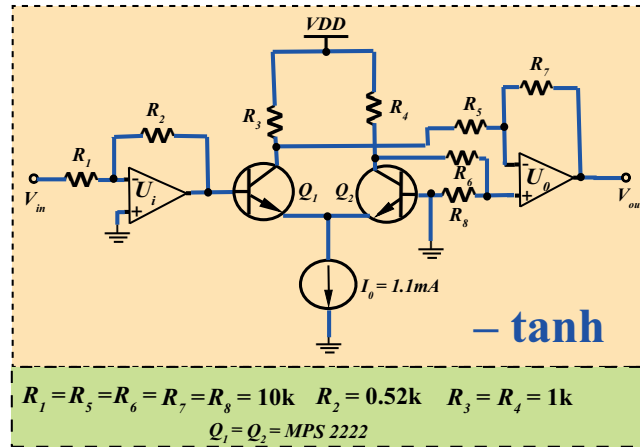 VDD
R2
R3
R4
R5
R7
R1
Vin
Ui
Q1
Q2
R6
R8
U0
Vou
I0 = 1.1mA
– tanh
R1 = R5 = R6 = R7 = R8 = 10k R2 = 0.52k R3 = R4 = 1k
Q1 = Q2 = MPS 2222